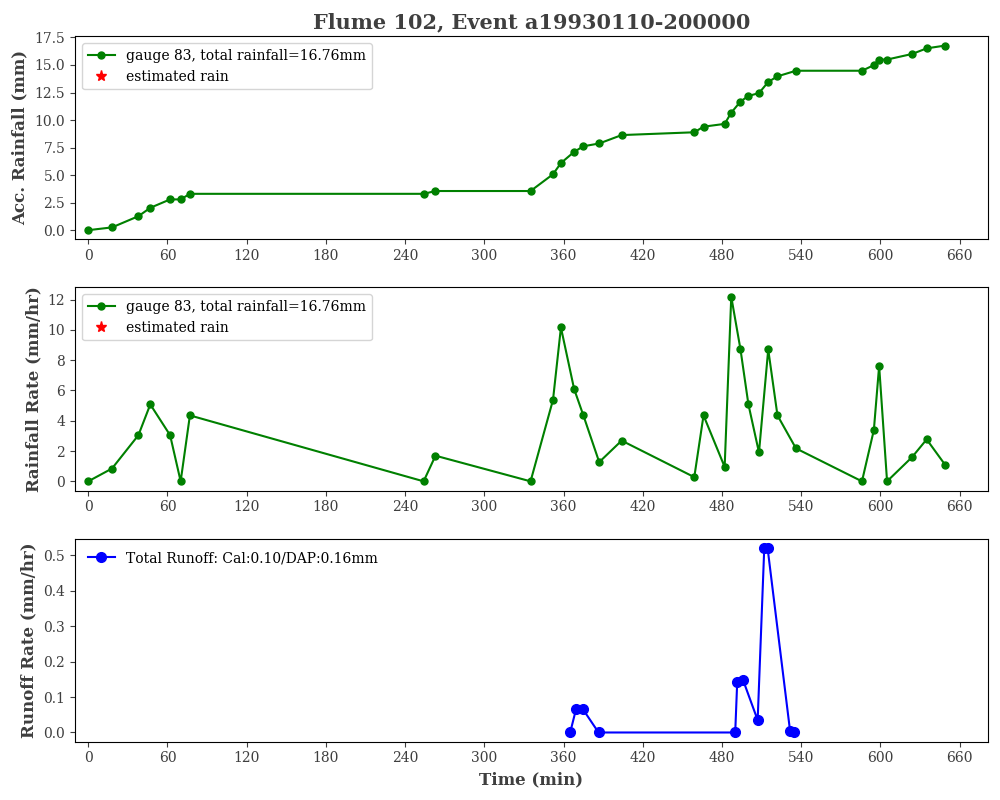 Flume 102, Event a19930110-200000
Acc. Rainfall (mm)
17.5
15.0
12.5
10.0
7.5
5.0
2.5
0.0
gauge 83, total rainfall=16.76mm
estimated rain
0 60 120 180 240 300 360 420 480 540 600 660
Rainfall Rate (mm/hr)
12
10
8
6
4
2
0
gauge 83, total rainfall=16.76mm
estimated rain
0 60 120 180 240 300 360 420 480 540 600 660
Runoff Rate (mm/hr)
0.5
0.4
0.3
0.2
0.1
0.0
Total Runoff: Cal:0.10/DAP:0.16mm
0 60 120 180 240 300 360 420 480 540 600 660
Time (min)